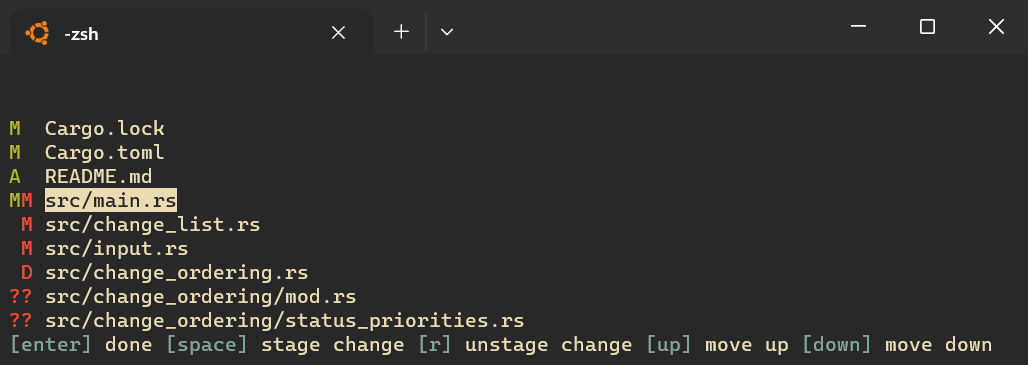 -zsh
M  Cargo.lock
M  Cargo.toml
A  README.md
MM src/main.rs
 M src/change_list.rs
 M src/input.rs
 D src/change_ordering.rs
?? src/change_ordering/mod.rs
?? src/change_ordering/status_priorities.rs
[enter] done [space] stage change [r] unstage change [up] move up [down] move down